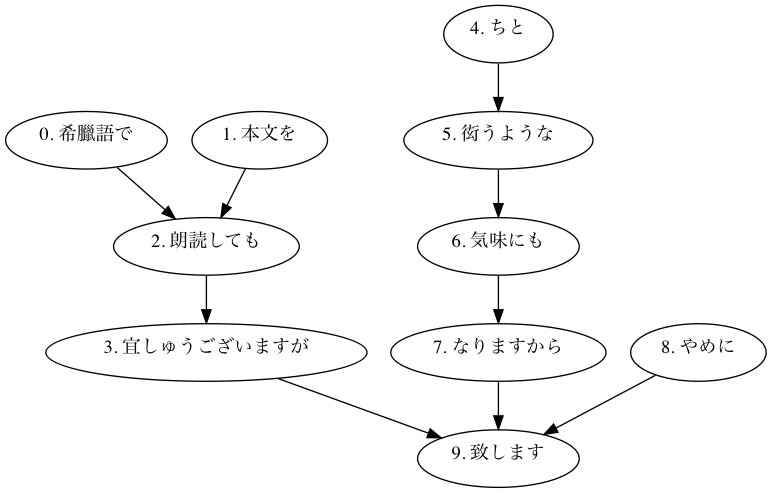 4. ちと
0. 希臘語で
1. 本文を
5. 衒うような
2. 朗読しても
6. 気味にも
3. 宜しゅうございますが
7. なりますから
8. やめに
9. 致します